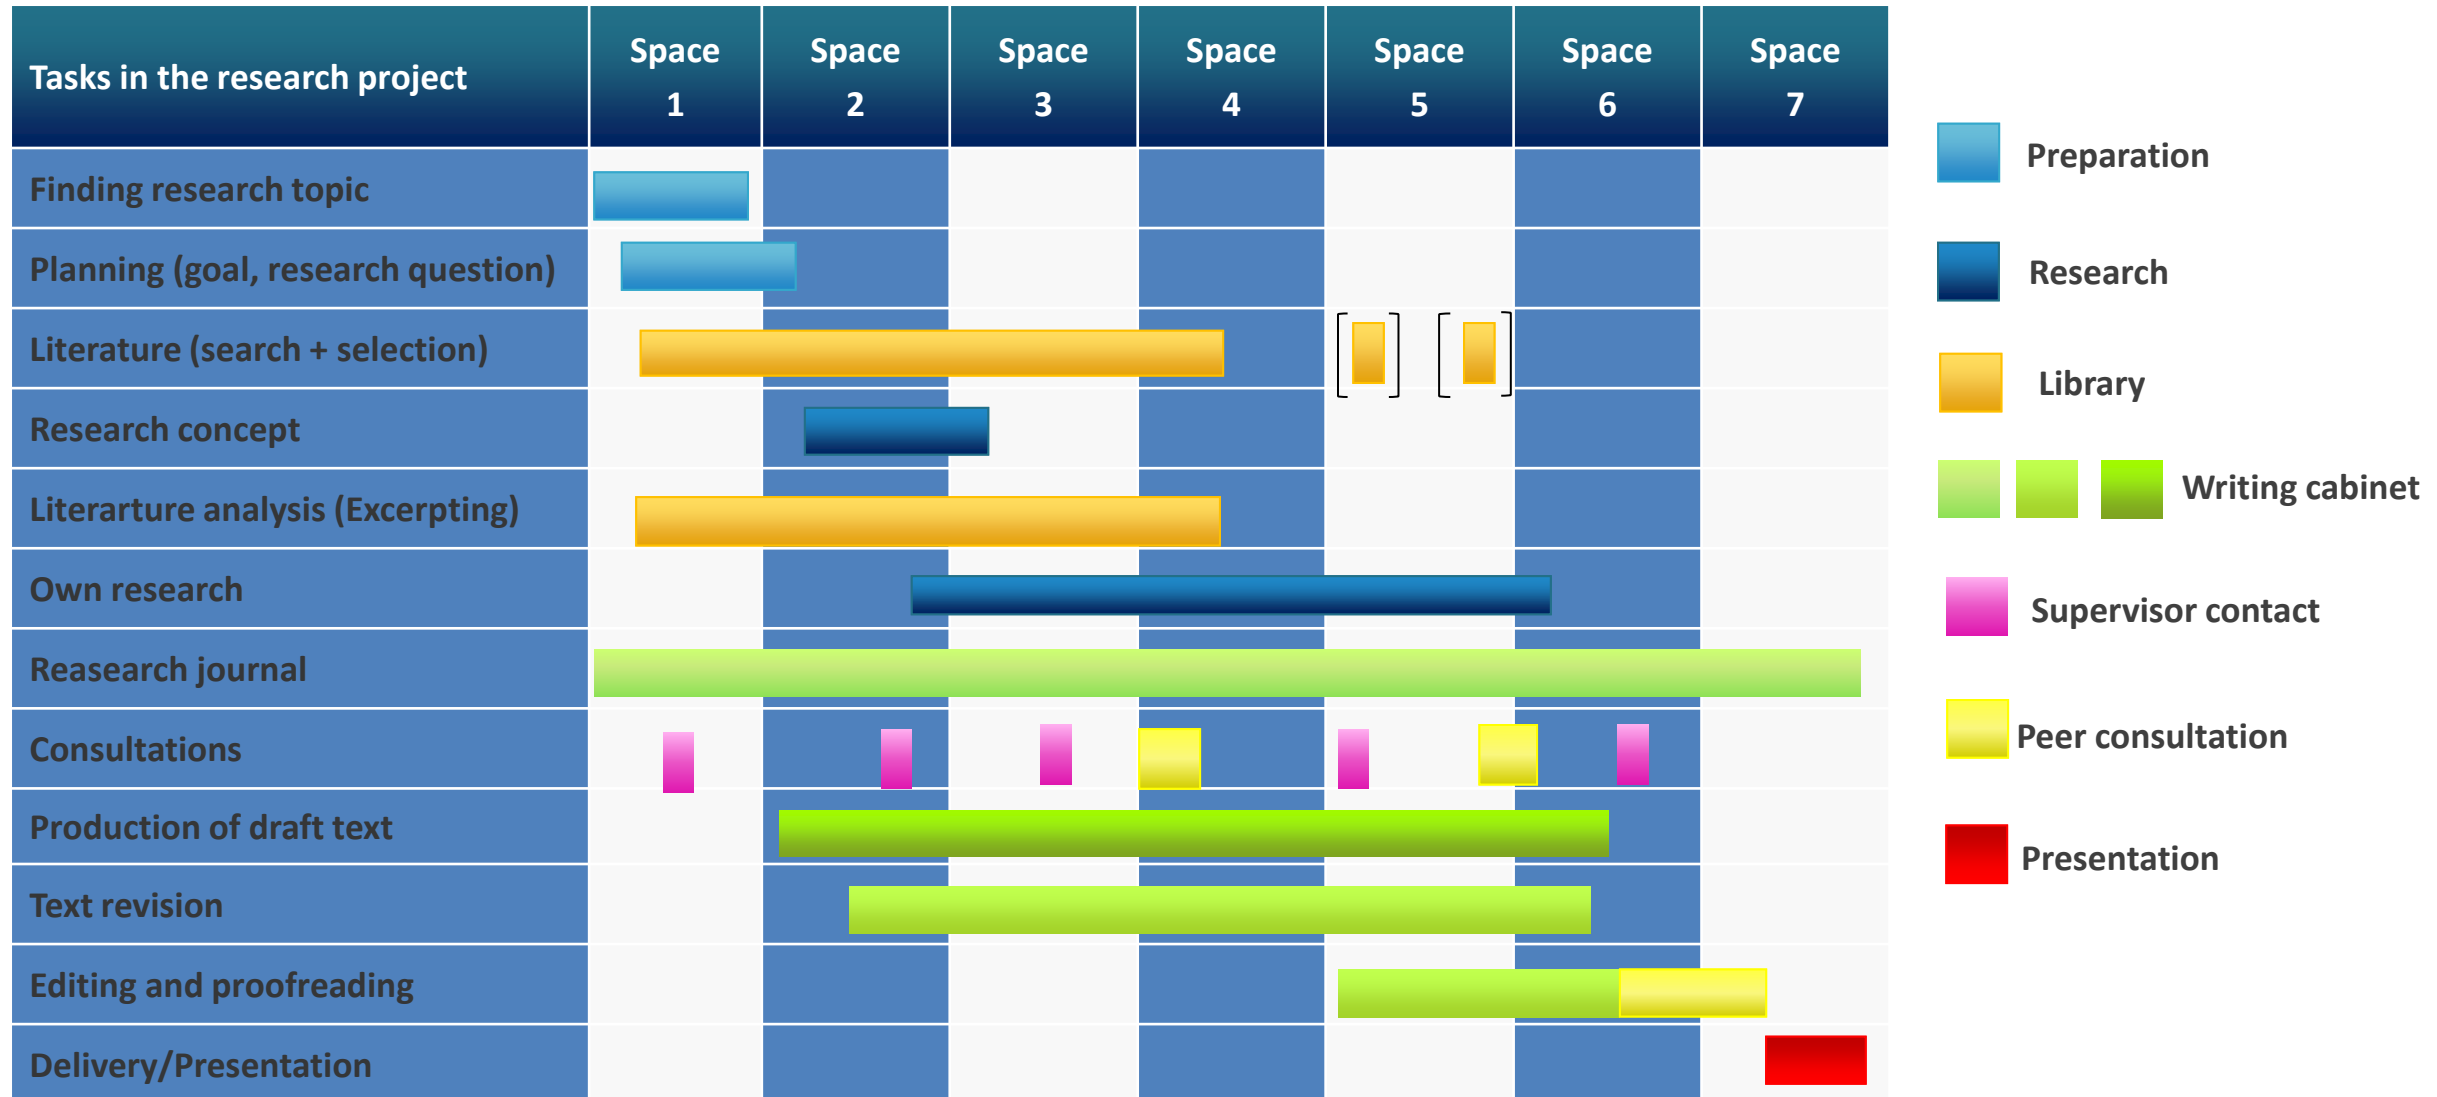 Tasks in the research project
Space
1
Space
2
Space
3
Space
4
Space
5
Space
6
Space
7
Finding research topic
Planning (goal, research question)
Literature (search + selection)
Research concept
Literarture analysis (Excerpting)
Own research
Reasearch journal
Consultations
Production of draft text
Text revision
Editing and proofreading
Delivery/Presentation
Preparation
Research
Library
Writing cabinet
Supervisor contact
Peer consultation
Presentation